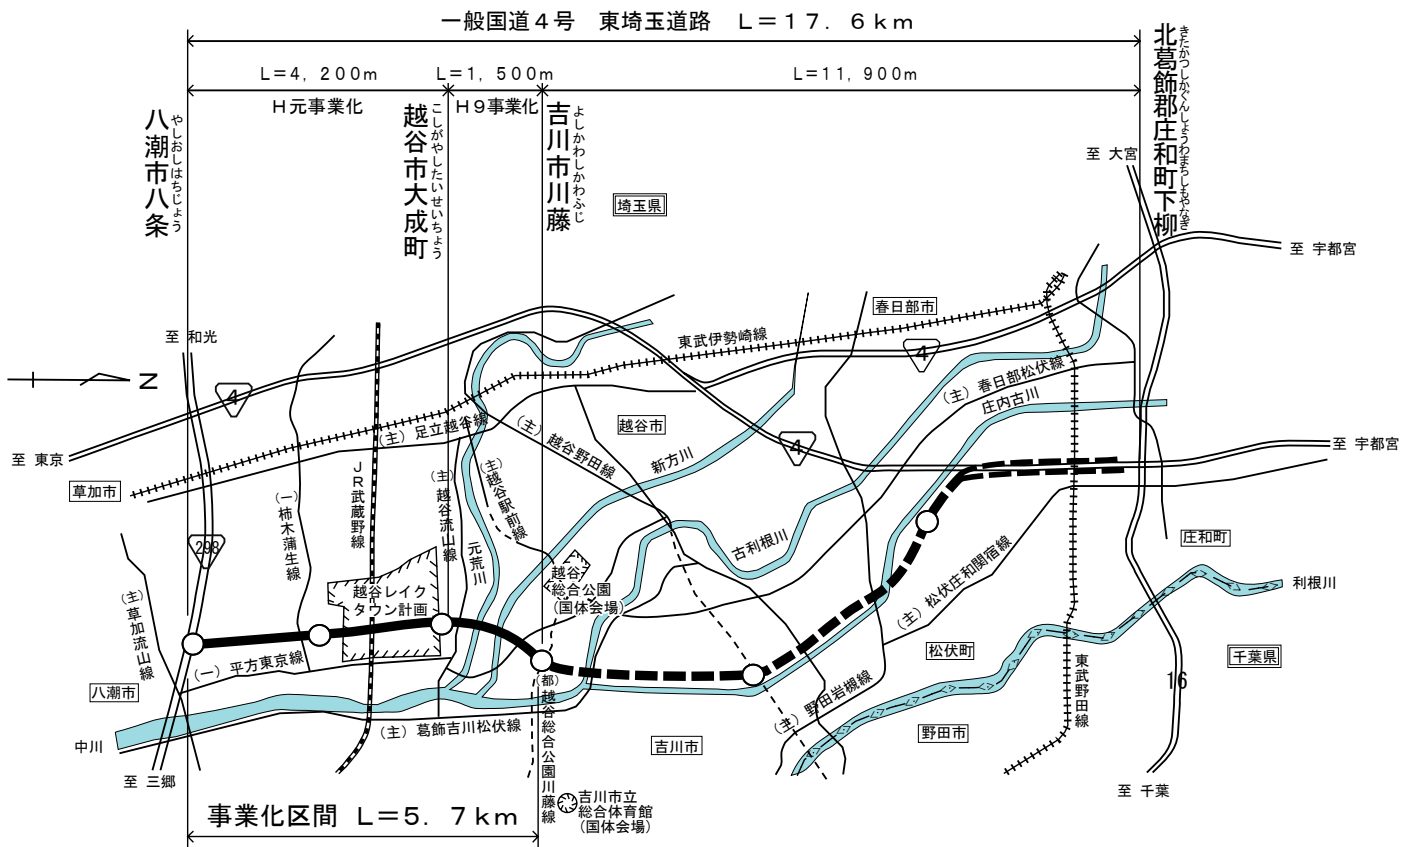 一般国道４号　東埼玉道路　Ｌ＝１７．６ｋｍ
Ｌ＝4，200ｍ
Ｌ＝1，500ｍ
Ｌ＝11，900ｍ
Ｈ元事業化
Ｈ９事業化
八潮市八条
やしおしはちじょう
越谷市大成町
こしがやしたいせいちょう
吉川市川藤
よしかわしかわふじ
北葛飾郡庄和町下柳
きたかつしかぐんしょうわまちしもやなぎ
埼玉県
至 大宮
至 宇都宮
春日部市
至 和光
東武伊勢崎線
4
4
N
（主）春日部松伏線
庄内古川
4
（主）足立越谷線
（主）越谷野田線
越谷市
4
至 宇都宮
至 東京
草加市
ＪＲ武蔵野線
（主）越谷流山線
（主）越谷駅前線
新方川
（一）柿木蒲生線
298
元荒川
古利根川
庄和町
越谷レイク
タウン計画
越谷
総合公園
（国体会場）
（主）松伏庄和関宿線
利根川
（主）草加流山線
（一）平方東京線
松伏町
千葉県
八潮市
（都）越谷総合公園川藤線
（主）野田岩槻線
東武野田線
16
中川
（主）葛飾吉川松伏線
吉川市
野田市
至 三郷
至 千葉
吉川市立
総合体育館
（国体会場）
事業化区間 Ｌ＝５．７ｋｍ